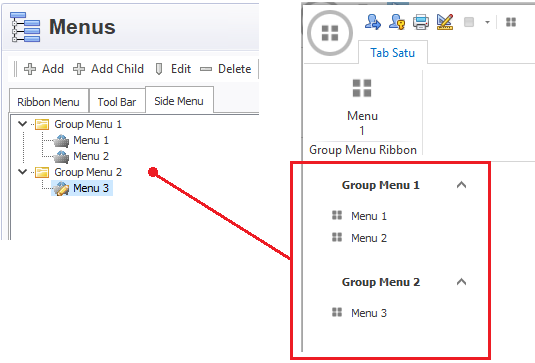 Menus
Add Add Child Edit Delete
Ribbon Menu Tool Bar Side Menu
Group Menu 1
Menu 1
Menu 2
Group Menu 2
Menu 3
Tab Satu
Menu
1
Group Menu Ribbon
Group Menu 1
Menu 1
Menu 2
Group Menu 2
Menu 3